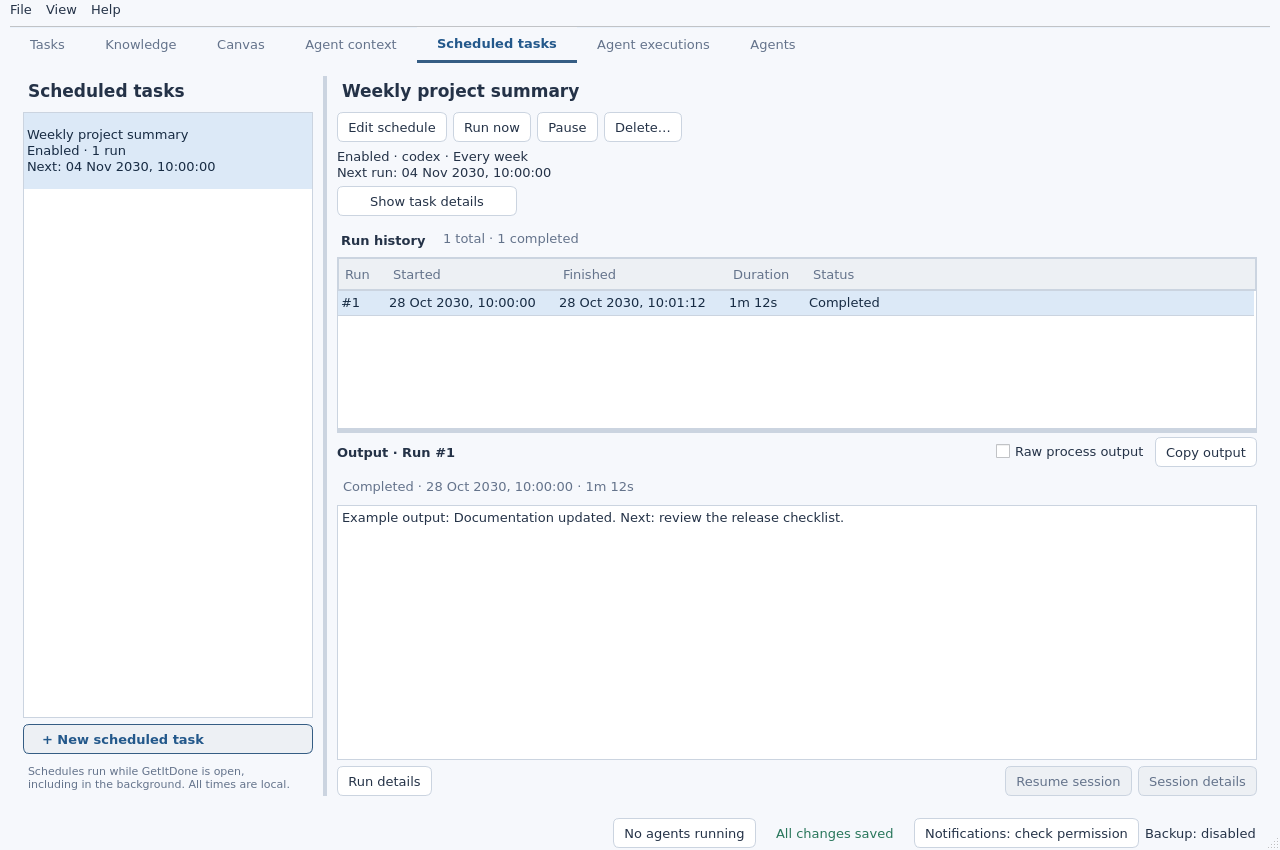 File View Help
Tasks Knowledge Canvas Agent context Scheduled tasks Agent executions Agents
Scheduled tasks
Weekly project summary
Enabled · 1 run
Next: 04 Nov 2030, 10:00:00
+ New scheduled task
Schedules run while GetItDone is open,
including in the background. All times are local.
Weekly project summary
Edit schedule Run now Pause Delete...
Enabled · codex · Every week
Next run: 04 Nov 2030, 10:00:00
Show task details
Run history 1 total · 1 completed
Run Started Finished Duration Status
#1 28 Oct 2030, 10:00:00 28 Oct 2030, 10:01:12 1m 12s Completed
Output · Run #1 Raw process output Copy output
Completed · 28 Oct 2030, 10:00:00 · 1m 12s
Example output: Documentation updated. Next: review the release checklist.
Run details Resume session Session details
No agents running All changes saved Notifications: check permission Backup: disabled